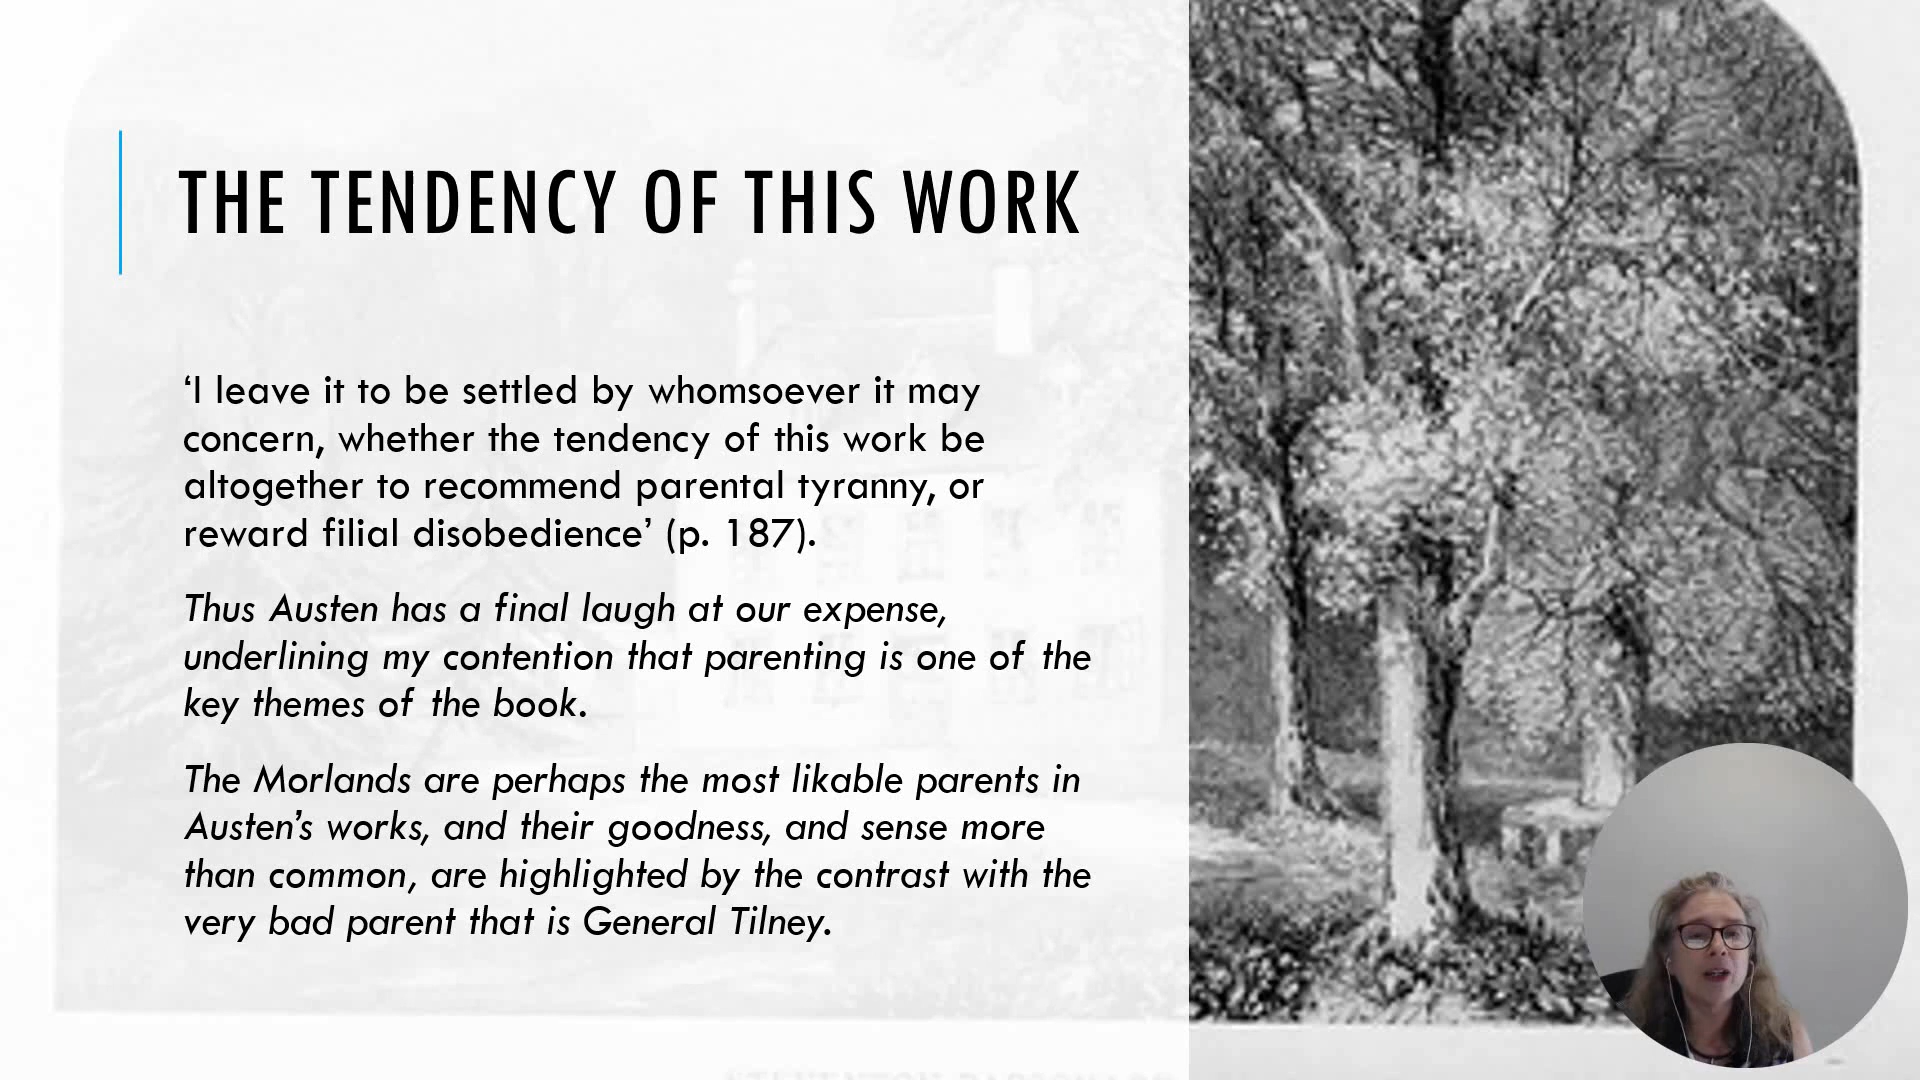 THE TENDENCY OF THIS WORK
‘I leave it to be settled by whomsoever it may
concern, whether the tendency of this work be
altogether to recommend parental tyranny, or
reward filial disobedience’ (p. 187).
Thus Austen has a final laugh at our expense,
underlining my contention that parenting is one of the
key themes of the book.
The Morlands are perhaps the most likable parents in
Austen’s works, and their goodness, and sense more
than common, are highlighted by the contrast with the
very bad parent that is General Tilney.